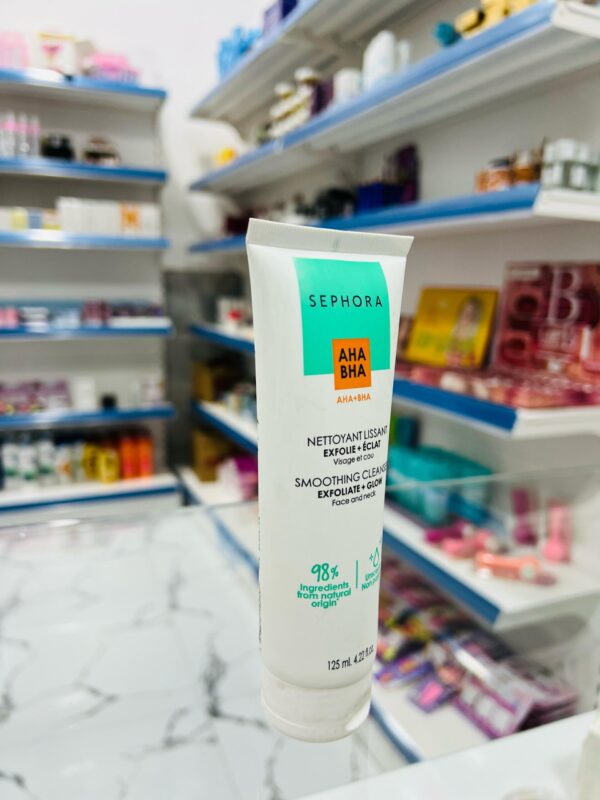 SEPHORA
AHA
BHA
AHA+BHA
NETTOYANT LISSANT
EXFOLIE + ÉCLAT
Visage et cou
SMOOTHING CLEANS
EXFOLIATE + GLOW
Face and neck
98%
Ingredients
from natural
origin
125 ml. 4.22 fl.oz.